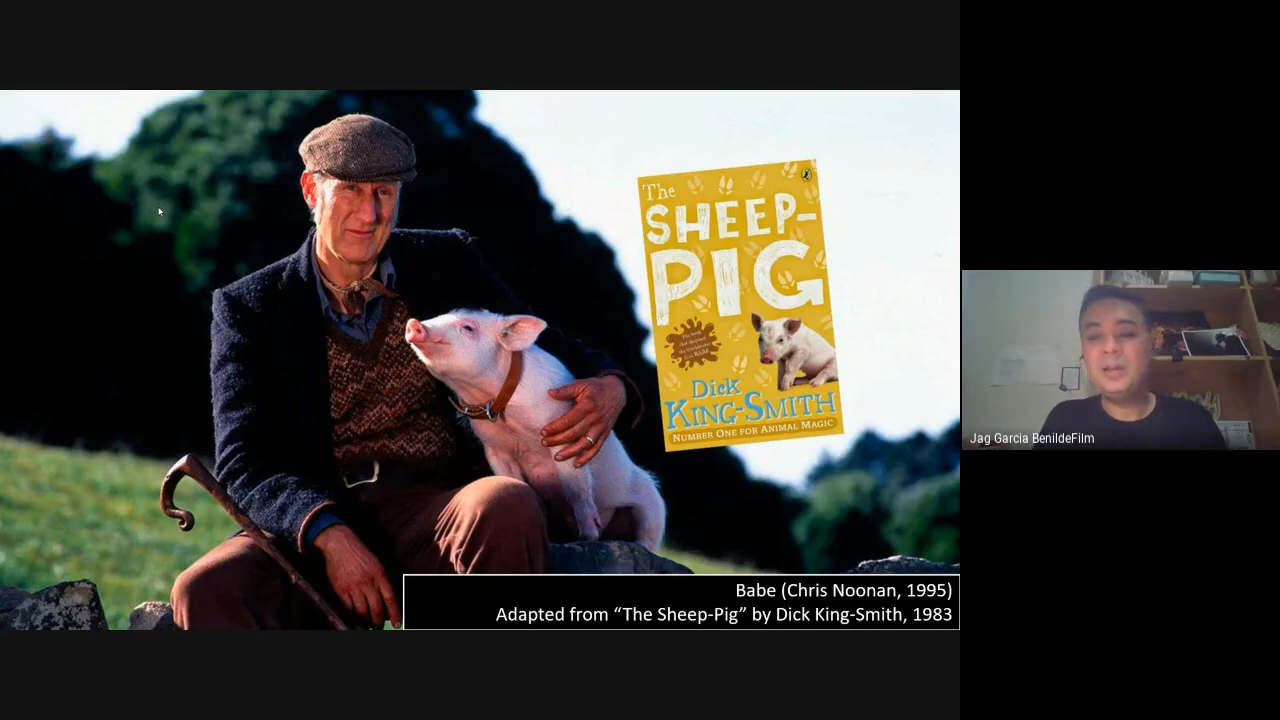 The
SHEEP-
PIG
Dick
KING-SMITH
NUMBER ONE FOR ANIMAL MAGIC
Babe (Chris Noonan, 1995)
Adapted from “The Sheep-Pig” by Dick King-Smith, 1983
Jag Garcia BenildeFilm